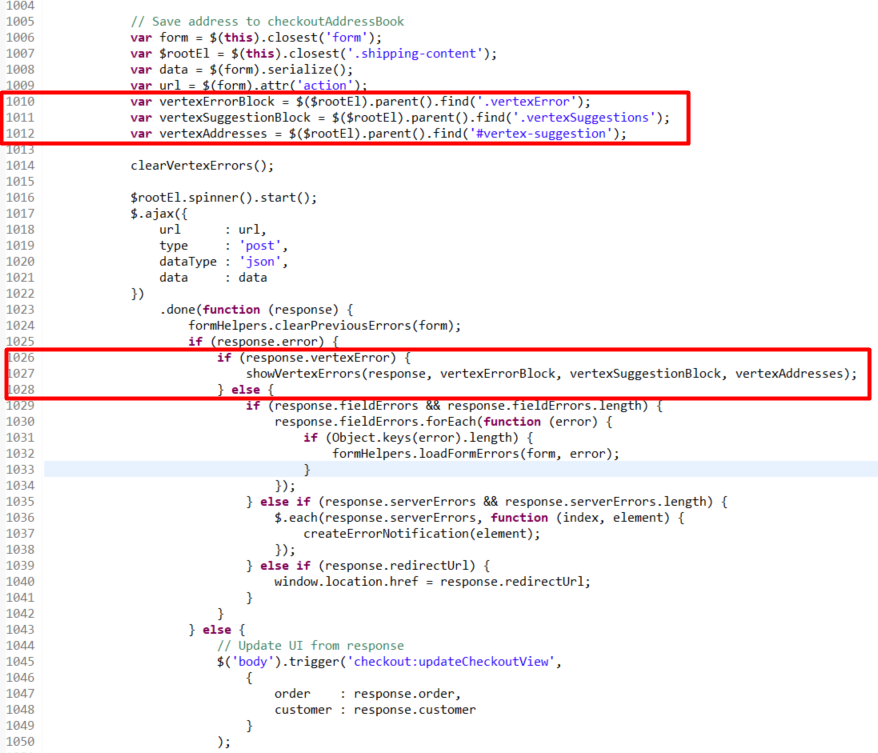 1004
1005 // Save address to checkoutAddressBook
1006 var form = $(this).closest('form');
1007 var $rootEl = $(this).closest('.shipping-content');
1008 var data = $(form).serialize();
1009 var url = $(form).attr('action');
1010 var vertexErrorBlock = $($rootEl).parent().find('.vertexError');
1011 var vertexSuggestionBlock = $($rootEl).parent().find('.vertexSuggestions');
1012 var vertexAddresses = $($rootEl).parent().find('#vertex-suggestion');
1013
1014 clearVertexErrors();
1015
1016 $rootEl.spinner().start();
1017 $.ajax({
1018 url : url,
1019 type : 'post',
1020 dataType : 'json',
1021 data : data
1022 })
1023 .done(function (response) {
1024 formHelpers.clearPreviousErrors(form);
1025 if (response.error) {
1026 if (response.vertexError) {
1027 showVertexErrors(response, vertexErrorBlock, vertexSuggestionBlock, vertexAddresses);
1028 } else {
1029 if (response.fieldErrors && response.fieldErrors.length) {
1030 response.fieldErrors.forEach(function (error) {
1031 if (Object.keys(error).length) {
1032 formHelpers.loadFormErrors(form, error);
1033 }
1034 });
1035 } else if (response.serverErrors && response.serverErrors.length) {
1036 $.each(response.serverErrors, function (index, element) {
1037 createErrorNotification(element);
1038 });
1039 } else if (response.redirectUrl) {
1040 window.location.href = response.redirectUrl;
1041 }
1042 }
1043 } else {
1044 // Update UI from response
1045 $('body').trigger('checkout:updateCheckoutView',
1046 {
1047 order : response.order,
1048 customer : response.customer
1049 }
1050 );